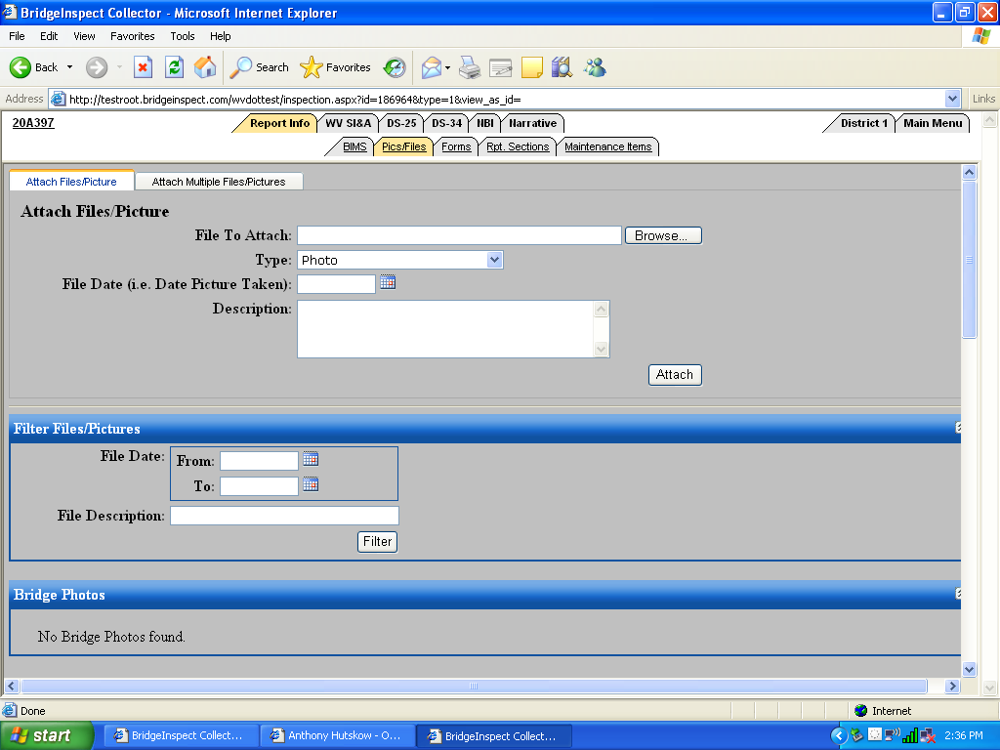 BridgeInspect Collector - Microsoft Internet Explorer
File Edit View Favorites Tools Help
Back Search Favorites
Address http://testroot.bridgeinspect.com/wvdottest/inspection.aspx?id=186964&type=1&view_as_id= Links
20A397 Report Info WV SI&A DS-25 DS-34 NBI Narrative District 1 Main Menu
BIMS Pics/Files Forms Rpt. Sections Maintenance Items
Attach Files/Picture Attach Multiple Files/Pictures
Attach Files/Picture
File To Attach: Browse...
Type: Photo
File Date (i.e. Date Picture Taken):
Description:
Attach
Filter Files/Pictures
File Date: From:
To:
File Description:
Filter
Bridge Photos
No Bridge Photos found.
Done Internet
start BridgeInspect Collect... Anthony Hutskow - O... BridgeInspect Collect... 2:36 PM